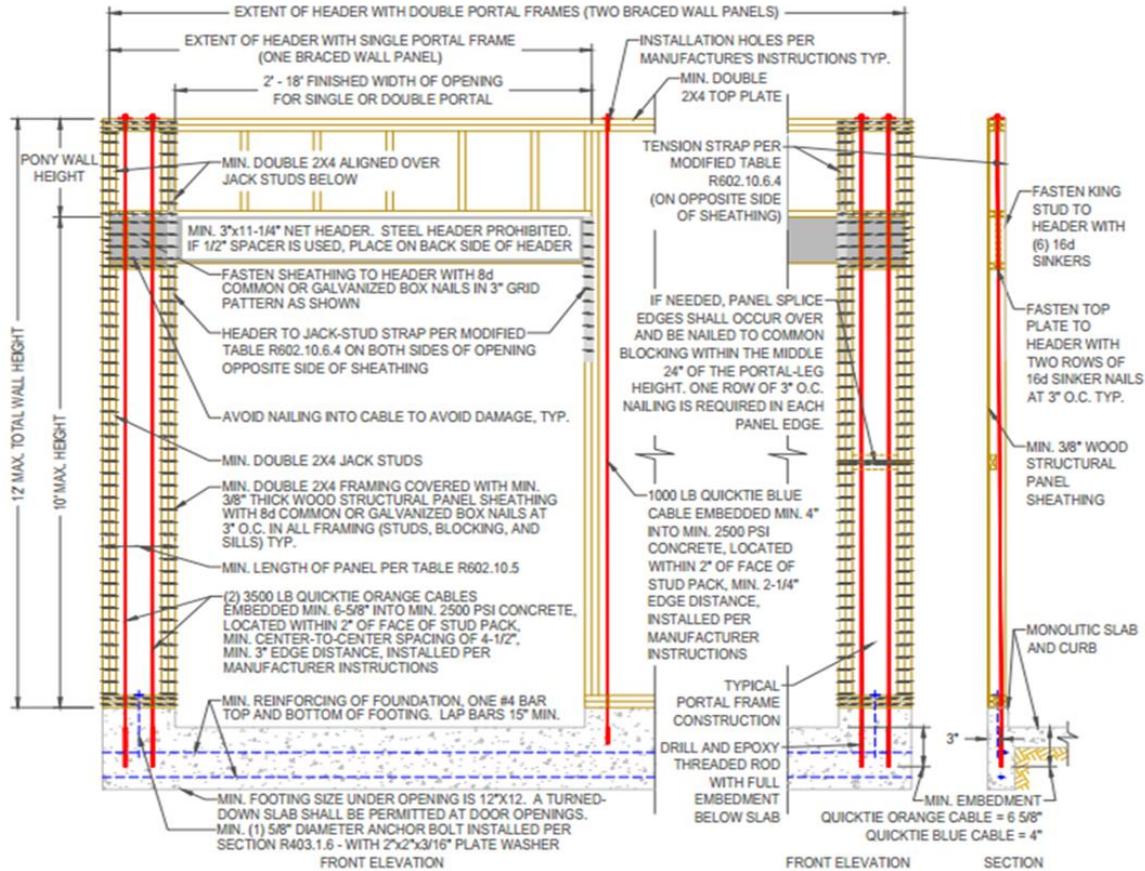 EXTENT OF HEADER WITH DOUBLE PORTAL FRAMES (TWO BRACED WALL PANELS)
EXTENT OF HEADER WITH SINGLE PORTAL FRAME
(ONE BRACED WALL PANEL)
2' - 18' FINISHED WIDTH OF OPENING
FOR SINGLE OR DOUBLE PORTAL
INSTALLATION HOLES PER
MANUFACTURE'S INSTRUCTIONS TYP.
MIN. DOUBLE
2X4 TOP PLATE
PONY WALL
HEIGHT
12' MAX. TOTAL WALL HEIGHT
10' MAX. HEIGHT
MIN. DOUBLE 2X4 ALIGNED OVER
JACK STUDS BELOW
MIN. 3"x11-1/4" NET HEADER. STEEL HEADER PROHIBITED.
IF 1/2" SPACER IS USED, PLACE ON BACK SIDE OF HEADER
FASTEN SHEATHING TO HEADER WITH 8d
COMMON OR GALVANIZED BOX NAILS IN 3" GRID
PATTERN AS SHOWN
HEADER TO JACK-STUD STRAP PER MODIFIED
TABLE R602.10.6.4 ON BOTH SIDES OF OPENING
OPPOSITE SIDE OF SHEATHING
AVOID NAILING INTO CABLE TO AVOID DAMAGE, TYP.
MIN. DOUBLE 2X4 JACK STUDS
MIN. DOUBLE 2X4 FRAMING COVERED WITH MIN.
3/8" THICK WOOD STRUCTURAL PANEL SHEATHING
WITH 8d COMMON OR GALVANIZED BOX NAILS AT
3" O.C. IN ALL FRAMING (STUDS, BLOCKING, AND
SILLS) TYP.
MIN. LENGTH OF PANEL PER TABLE R602.10.5
(2) 3500 LB QUICKTIE ORANGE CABLES
EMBEDDED MIN. 6-5/8" INTO MIN. 2500 PSI CONCRETE,
LOCATED WITHIN 2" OF FACE OF STUD PACK,
MIN. CENTER-TO-CENTER SPACING OF 4-1/2",
MIN. 3" EDGE DISTANCE, INSTALLED PER
MANUFACTURER INSTRUCTIONS
MIN. REINFORCING OF FOUNDATION, ONE #4 BAR
TOP AND BOTTOM OF FOOTING. LAP BARS 15" MIN.
MIN. FOOTING SIZE UNDER OPENING IS 12"X12. A TURNED-
DOWN SLAB SHALL BE PERMITTED AT DOOR OPENINGS.
MIN. (1) 5/8" DIAMETER ANCHOR BOLT INSTALLED PER
SECTION R403.1.6 - WITH 2"x2"x3/16" PLATE WASHER
FRONT ELEVATION
TENSION STRAP PER
MODIFIED TABLE
R602.10.6.4
(ON OPPOSITE SIDE
OF SHEATHING)
IF NEEDED, PANEL SPLICE
EDGES SHALL OCCUR OVER
AND BE NAILED TO COMMON
BLOCKING WITHIN THE MIDDLE
24" OF THE PORTAL-LEG
HEIGHT. ONE ROW OF 3" O.C.
NAILING IS REQUIRED IN EACH
PANEL EDGE.
1000 LB QUICKTIE BLUE
CABLE EMBEDDED MIN. 4"
INTO MIN. 2500 PSI
CONCRETE, LOCATED
WITHIN 2" OF FACE OF
STUD PACK, MIN. 2-1/4"
EDGE DISTANCE,
INSTALLED PER
MANUFACTURER
INSTRUCTIONS
TYPICAL
PORTAL FRAME
CONSTRUCTION
DRILL AND EPOXY
THREADED ROD
WITH FULL
EMBEDMENT
BELOW SLAB
FASTEN KING
STUD TO
HEADER WITH
(6) 16d
SINKERS
FASTEN TOP
PLATE TO
HEADER WITH
TWO ROWS OF
16d SINKER NAILS
AT 3" O.C. TYP.
MIN. 3/8" WOOD
STRUCTURAL
PANEL
SHEATHING
MONOLITIC SLAB
AND CURB
3"
MIN. EMBEDMENT
QUICKTIE ORANGE CABLE = 6 5/8"
QUICKTIE BLUE CABLE = 4"
FRONT ELEVATION
SECTION